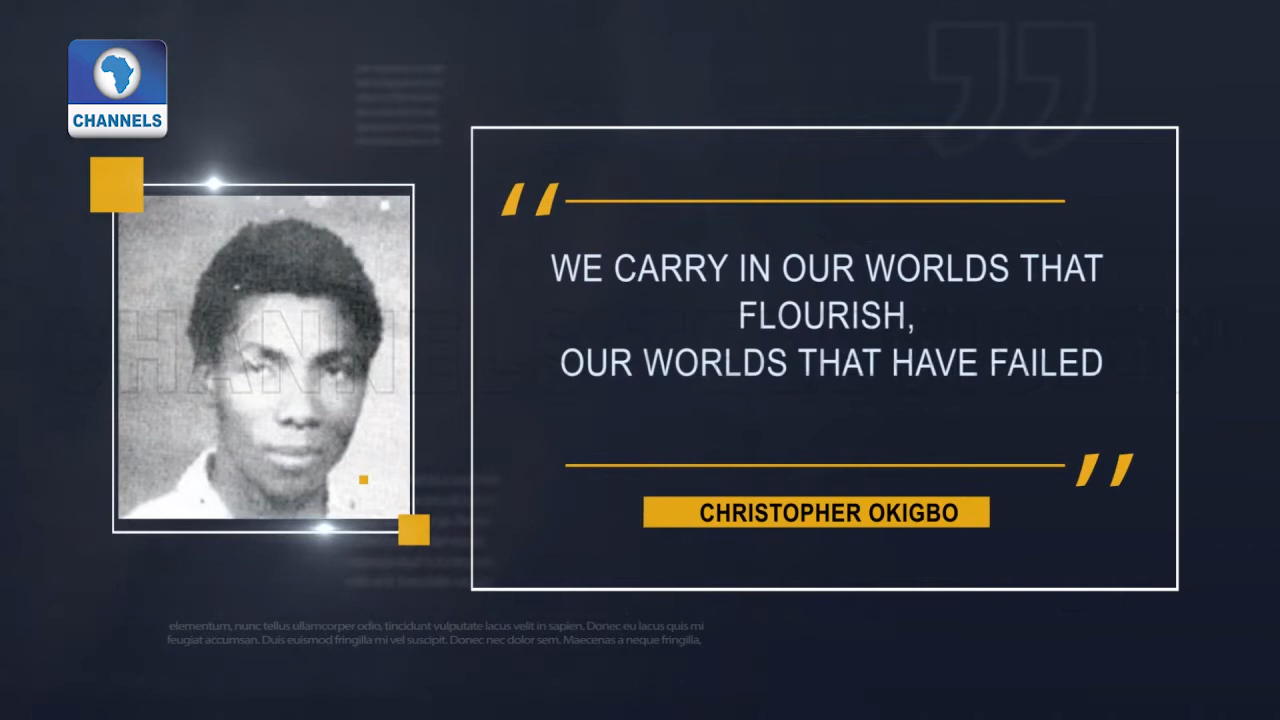 CHANNELS
WE CARRY IN OUR WORLDS THAT
FLOURISH,
OUR WORLDS THAT HAVE FAILED
CHRISTOPHER OKIGBO
elementum, nunc tellus ullamcorper odio, tincidunt vulputate lacus velit in sapien. Donec eu lacus quis mi
feugiat accumsan. Duis euismod fringilla mi vel suscipit. Donec nec dolor sem. Maecenas a neque fringilla,